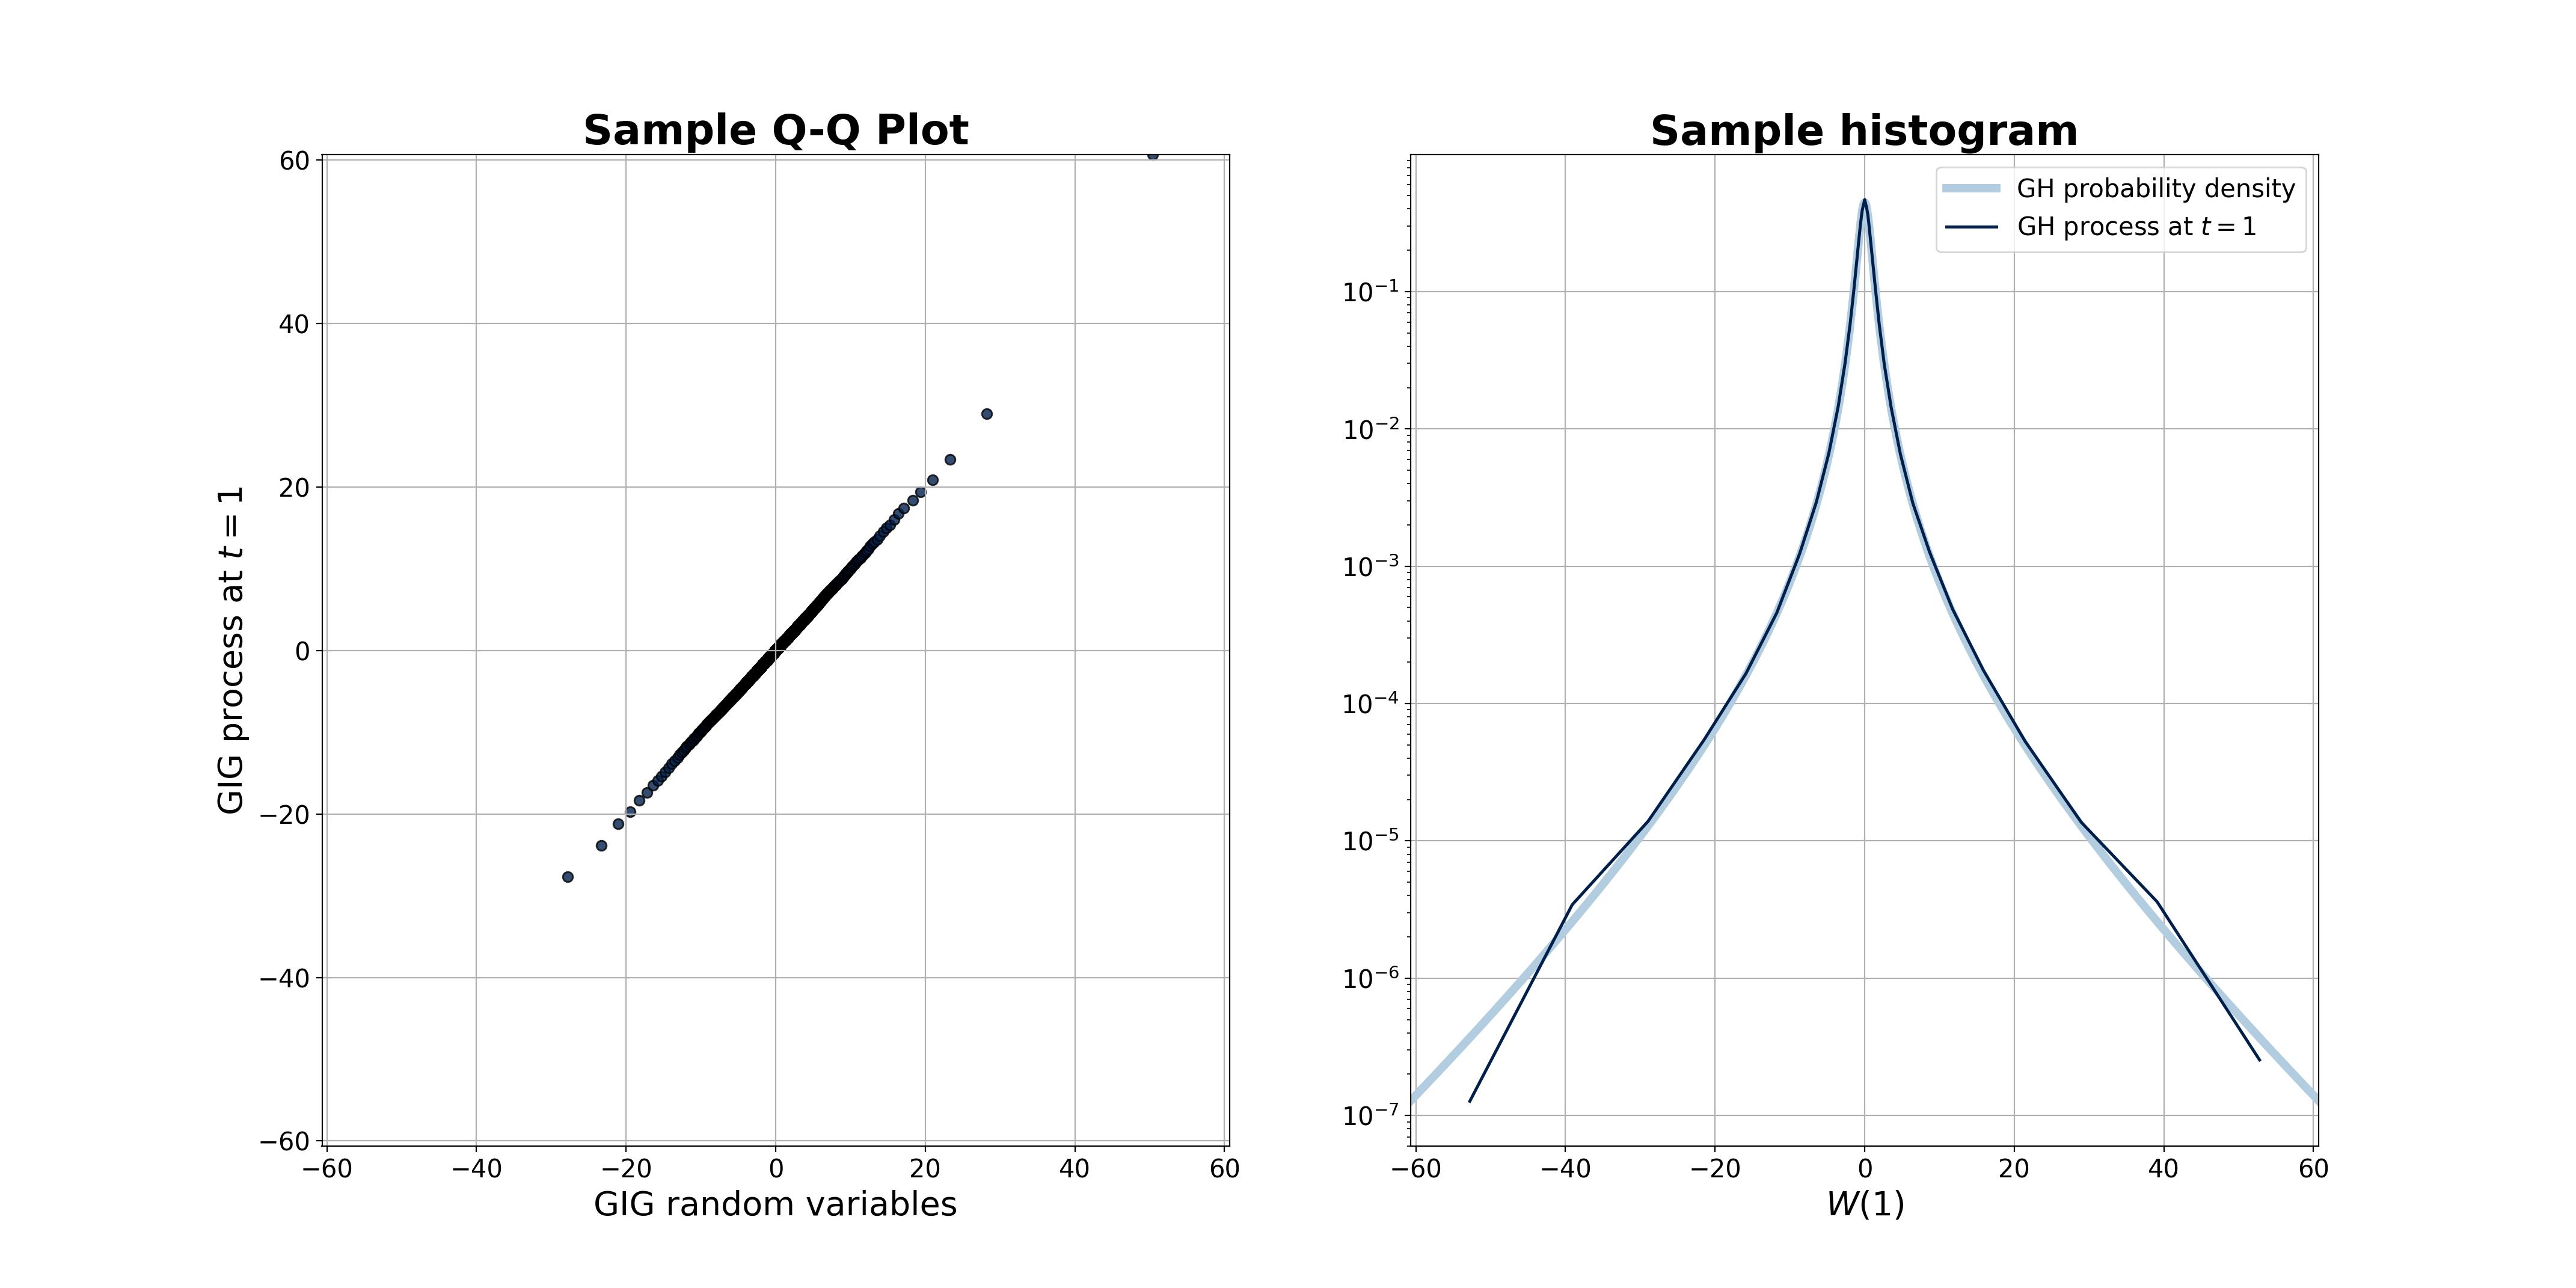 Sample Q-Q Plot
60
40
20
0
−20
−40
−60
GIG process at t = 1
−60 −40 −20 0 20 40 60
GIG random variables
Sample histogram
GH probability density
GH process at t = 1
10⁻¹
10⁻²
10⁻³
10⁻⁴
10⁻⁵
10⁻⁶
10⁻⁷
−60 −40 −20 0 20 40 60
W(1)